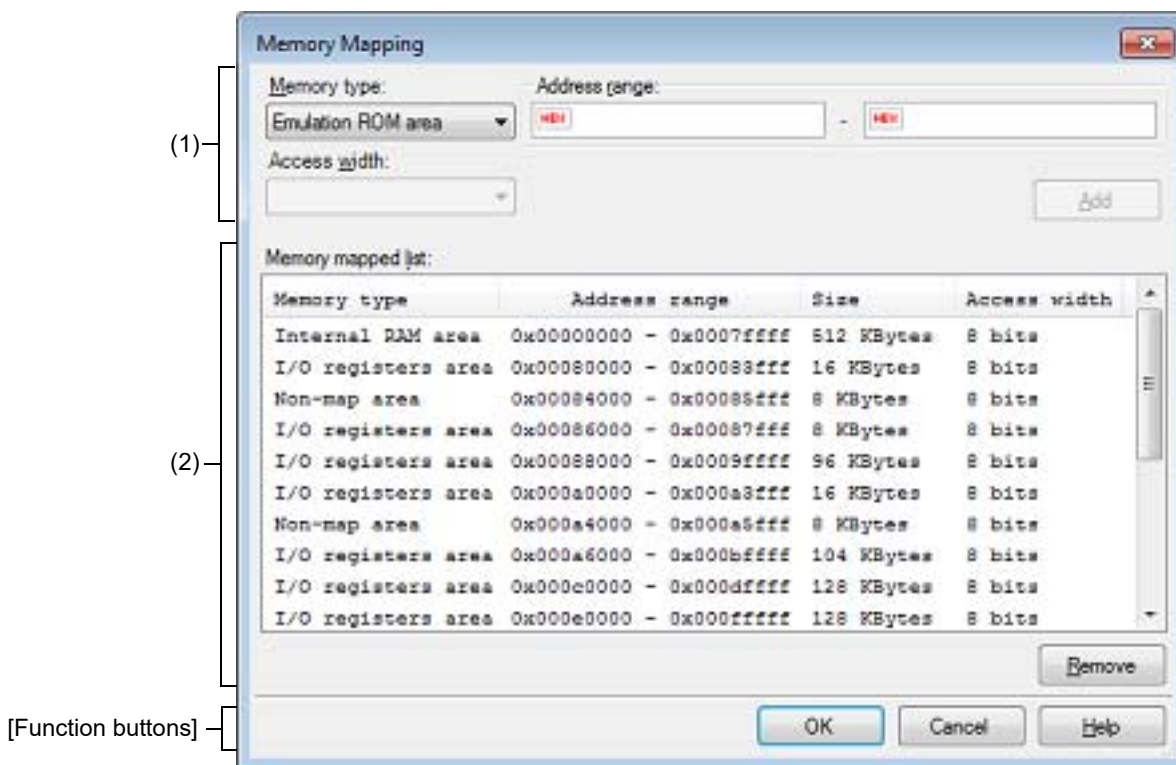 Memory Mapping
Memory type: Address range:
Emulation ROM area HEX - HEX
(1)
Access width:
Add
Memory mapped list:
Memory type Address range Size Access width
Internal RAM area 0x00000000 - 0x0007ffff 512 KBytes 8 bits
I/O registers area 0x00080000 - 0x00083fff 16 KBytes 8 bits
Non-map area 0x00084000 - 0x00085fff 8 KBytes 8 bits
I/O registers area 0x00086000 - 0x00087fff 8 KBytes 8 bits
(2)
I/O registers area 0x00088000 - 0x0009ffff 96 KBytes 8 bits
I/O registers area 0x000a0000 - 0x000a3fff 16 KBytes 8 bits
Non-map area 0x000a4000 - 0x000a5fff 8 KBytes 8 bits
I/O registers area 0x000a6000 - 0x000bffff 104 KBytes 8 bits
I/O registers area 0x000c0000 - 0x000dffff 128 KBytes 8 bits
I/O registers area 0x000e0000 - 0x000fffff 128 KBytes 8 bits
Remove
[Function buttons] OK Cancel Help